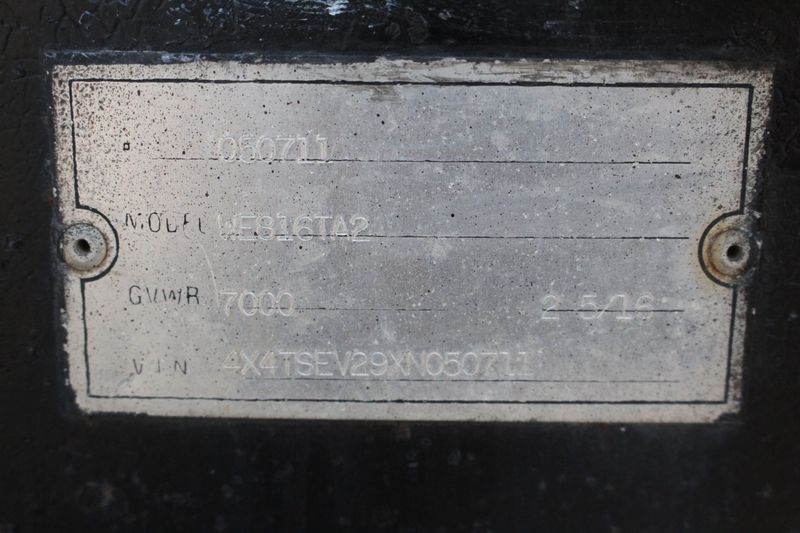 050711
MODEL WE816TA2
GVWR 7000 2 5/16
VIN 4X4TSEV29XN050711